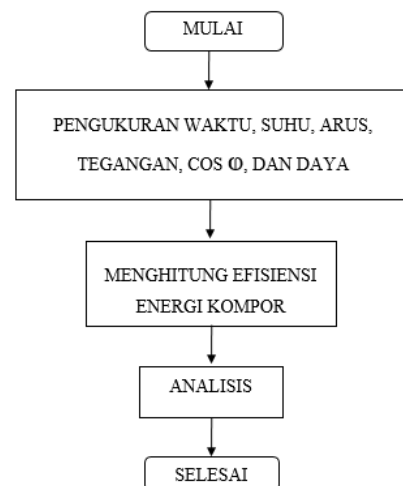 MULAI
PENGUKURAN WAKTU, SUHU, ARUS,
TEGANGAN, COS φ, DAN DAYA
MENGHITUNG EFISIENSI
ENERGI KOMPOR
ANALISIS
SELESAI